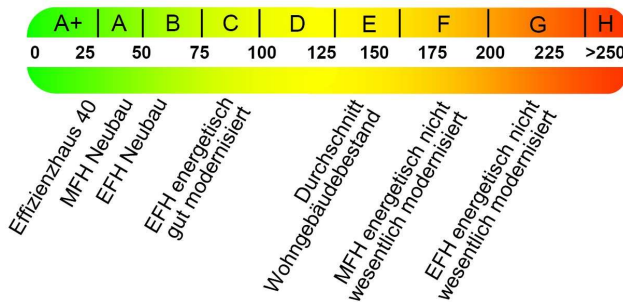 A+ A B C D E F G H
0 25 50 75 100 125 150 175 200 225 >250
Effizienzhaus 40
MFH Neubau
EFH Neubau
EFH energetisch
gut modernisiert
Durchschnitt
Wohngebäudebestand
MFH energetisch nicht
wesentlich modernisiert
EFH energetisch nicht
wesentlich modernisiert